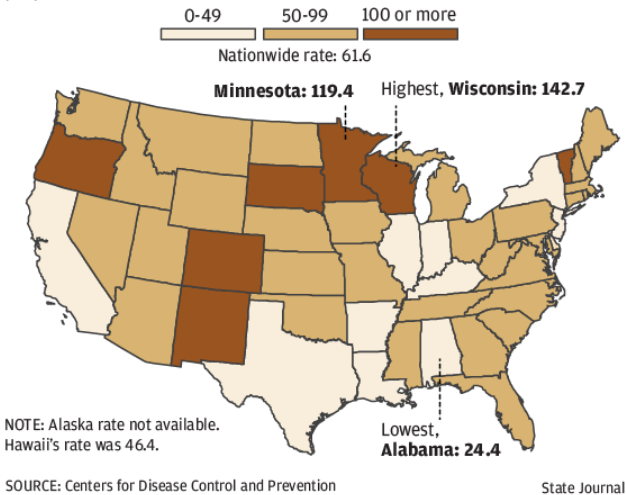 0-49 50-99 100 or more
Nationwide rate: 61.6
Minnesota: 119.4 Highest, Wisconsin: 142.7
Lowest,
Alabama: 24.4
NOTE: Alaska rate not available.
Hawaii's rate was 46.4.
SOURCE: Centers for Disease Control and Prevention State Journal